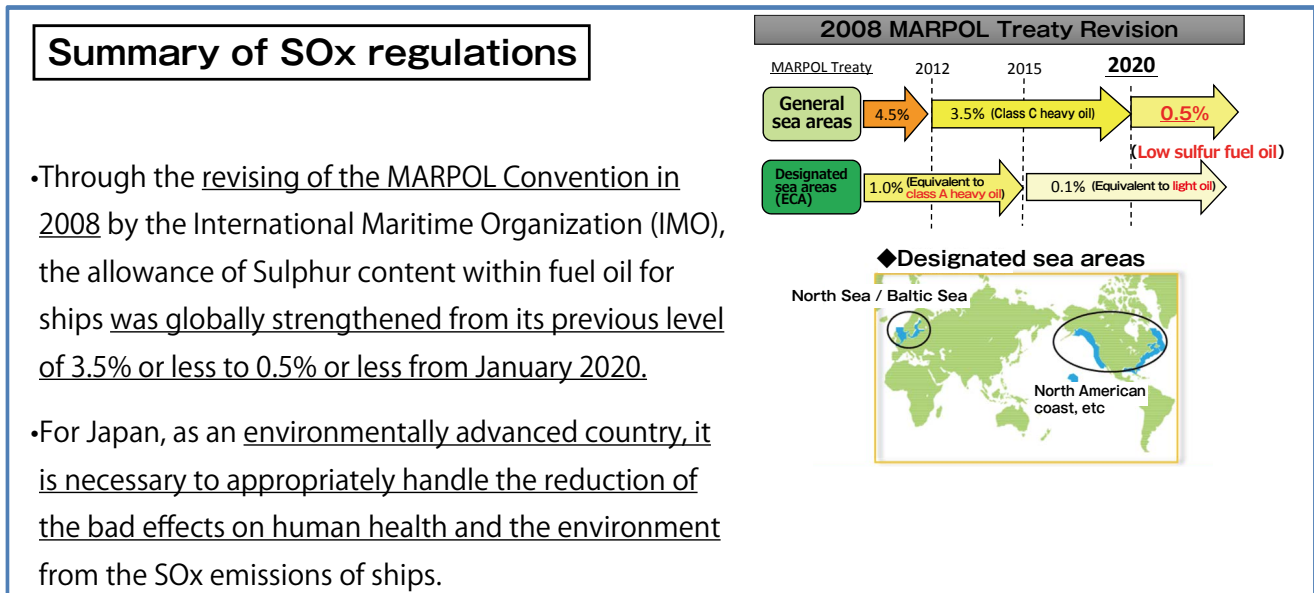 Summary of SOx regulations
•Through the revising of the MARPOL Convention in
2008 by the International Maritime Organization (IMO),
the allowance of Sulphur content within fuel oil for
ships was globally strengthened from its previous level
of 3.5% or less to 0.5% or less from January 2020.
•For Japan, as an environmentally advanced country, it
is necessary to appropriately handle the reduction of
the bad effects on human health and the environment
from the SOx emissions of ships.
2008 MARPOL Treaty Revision
MARPOL Treaty 2012 2015 2020
General
sea areas
4.5% 3.5% (Class C heavy oil) 0.5%
(Low sulfur fuel oil)
Designated
sea areas
(ECA)
1.0% (Equivalent to
class A heavy oil)
0.1% (Equivalent to light oil)
◆Designated sea areas
North Sea / Baltic Sea
North American
coast, etc